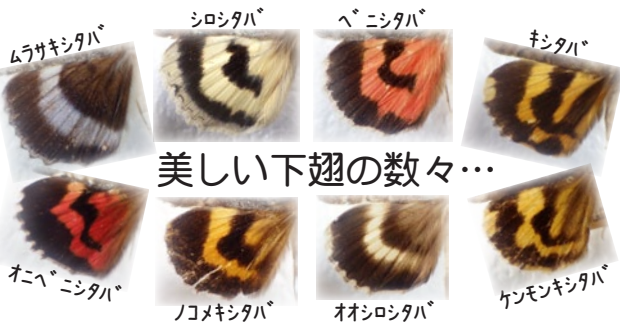 ムラサキシタバ
シロシタバ
ベニシタバ
キシタバ
美しい下翅の数々…
オニベニシタバ
ノコメキシタバ
オオシロシタバ
ケンモンキシタバ